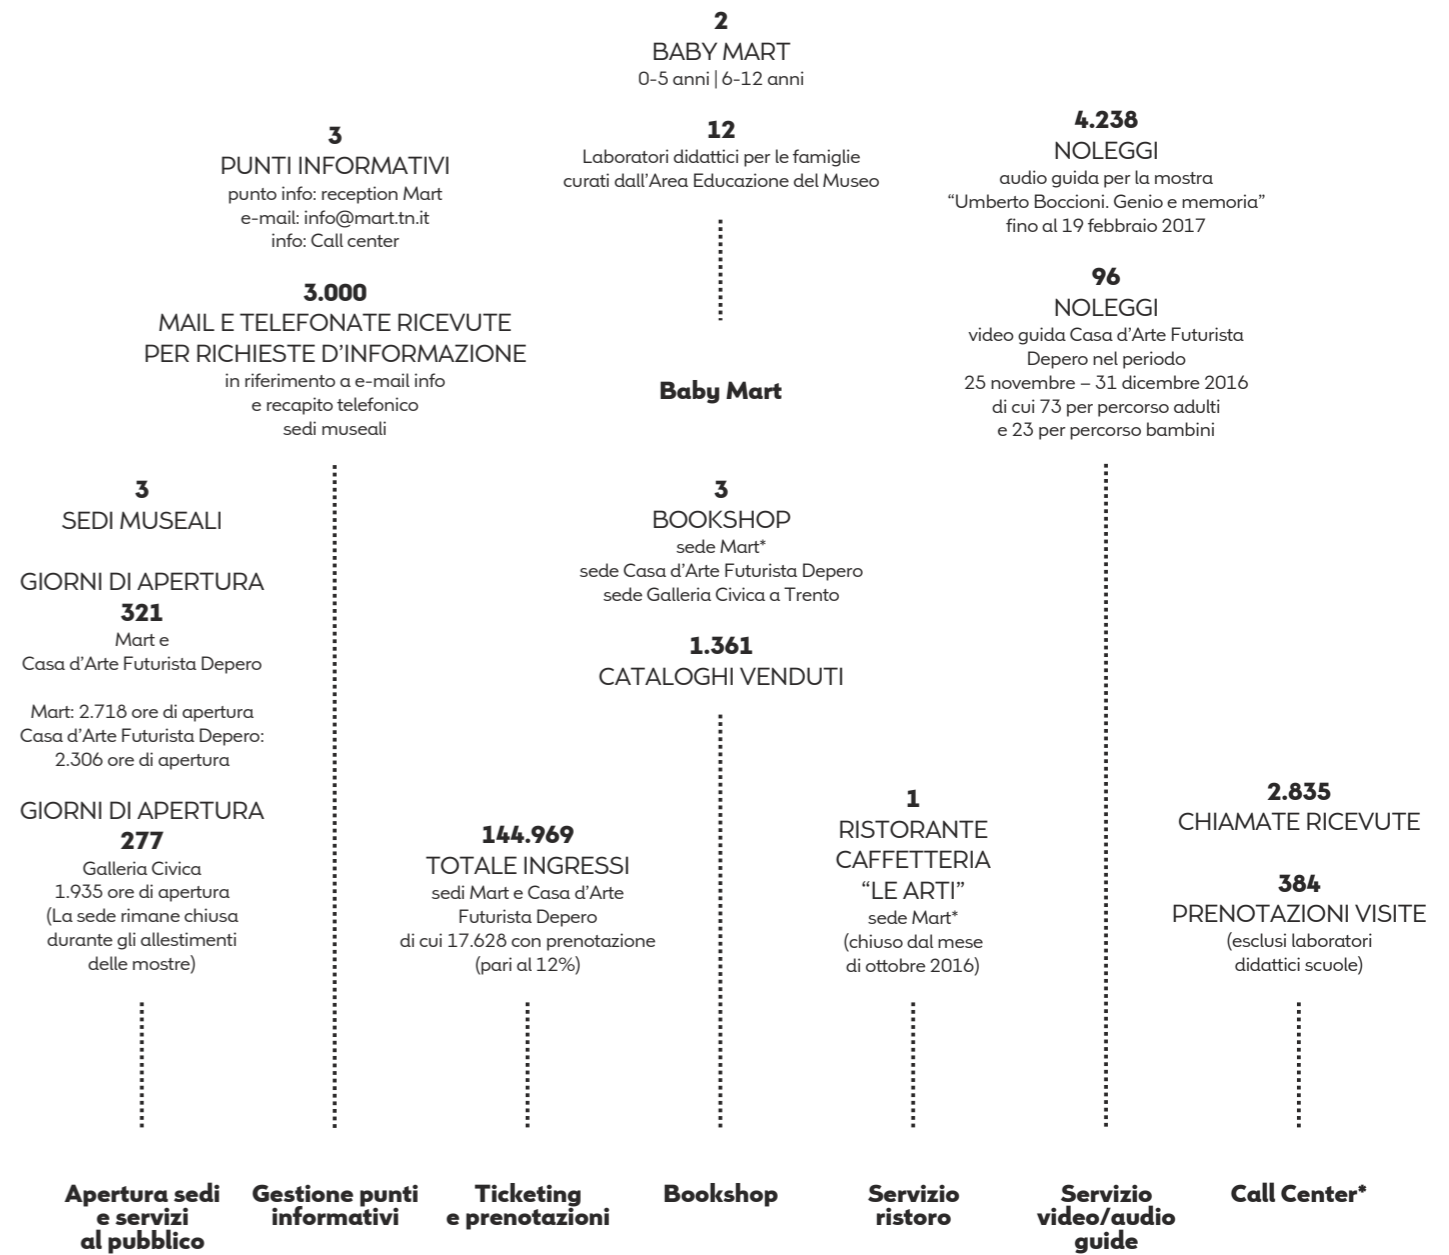 2
BABY MART
0-5 anni | 6-12 anni
12
Laboratori didattici per le famiglie
curati dall'Area Educazione del Museo
Baby Mart
3
SEDI MUSEALI
GIORNI DI APERTURA
321
Mart e
Casa d'Arte Futurista Depero
Mart: 2.718 ore di apertura
Casa d'Arte Futurista Depero:
2.306 ore di apertura
GIORNI DI APERTURA
277
Galleria Civica
1.935 ore di apertura
(La sede rimane chiusa
durante gli allestimenti
delle mostre)
Apertura sedi
e servizi
al pubblico
3
PUNTI INFORMATIVI
punto info: reception Mart
e-mail: info@mart.tn.it
info: Call center
3.000
MAIL E TELEFONATE RICEVUTE
PER RICHIESTE D'INFORMAZIONE
in riferimento a e-mail info
e recapito telefonico
sedi museali
Gestione punti
informativi
144.969
TOTALE INGRESSI
sedi Mart e Casa d'Arte
Futurista Depero
di cui 17.628 con prenotazione
(pari al 12%)
Ticketing
e prenotazioni
3
BOOKSHOP
sede Mart*
sede Casa d'Arte Futurista Depero
sede Galleria Civica a Trento
1.361
CATALOGHI VENDUTI
Bookshop
1
RISTORANTE
CAFFETTERIA
“LE ARTI”
sede Mart*
(chiuso dal mese
di ottobre 2016)
Servizio
ristoro
4.238
NOLEGGI
audio guida per la mostra
“Umberto Boccioni. Genio e memoria”
fino al 19 febbraio 2017
96
NOLEGGI
video guida Casa d'Arte Futurista
Depero nel periodo
25 novembre – 31 dicembre 2016
di cui 73 per percorso adulti
e 23 per percorso bambini
Servizio
video/audio
guide
2.835
CHIAMATE RICEVUTE
384
PRENOTAZIONI VISITE
(esclusi laboratori
didattici scuole)
Call Center*